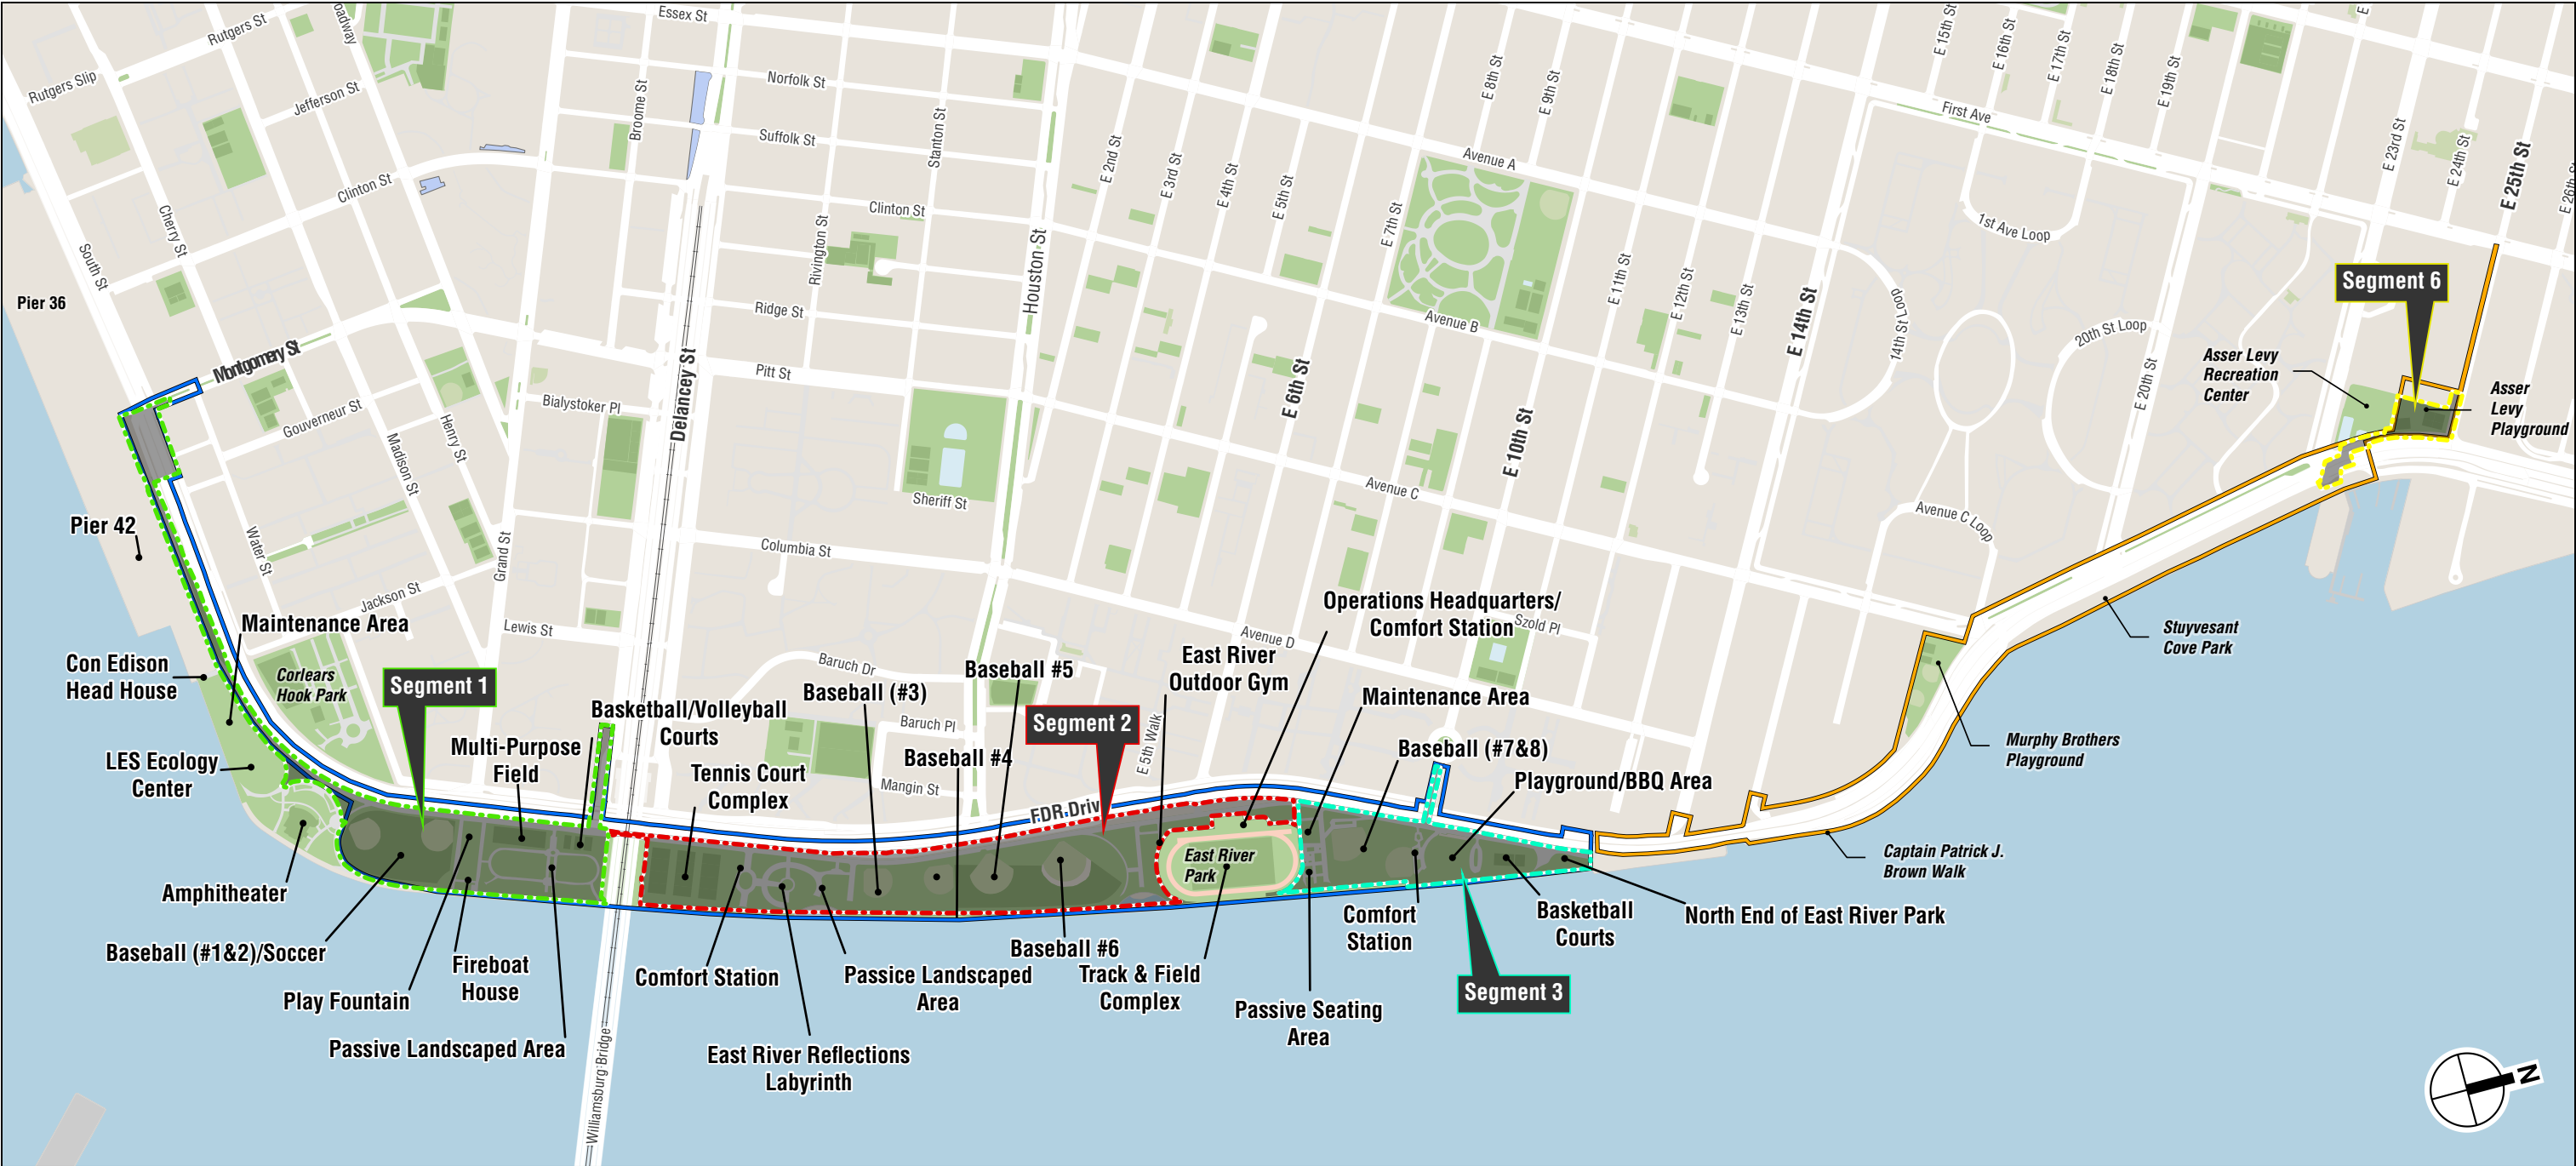 Rutgers St
Essex St
Rutgers Slip
Jefferson St
Broome St
Norfolk St
Suffolk St
Stanton St
Clinton St
Clinton St
Cherry St
South St
Pier 36
Rivington St
Ridge St
Houston St
E 2nd St
E 3rd St
E 4th St
E 5th St
E 7th St
E 8th St
E 9th St
Avenue A
E 11th St
E 12th St
E 13th St
E 14th St
14th St Loop
E 15th St
E 16th St
E 17th St
E 18th St
E 19th St
First Ave
1st Ave Loop
20th St Loop
E 20th St
E 23rd St
E 24th St
E 25th St
Segment 6
Asser Levy
Recreation
Center
Asser
Levy
Playground
Montgomery St
Gouverneur St
Madison St
Henry St
Bialystoker Pl
Pitt St
Delancey St
Avenue B
E 6th St
E 10th St
Avenue C
Avenue C Loop
Sheriff St
Columbia St
Grand St
Water St
Jackson St
Lewis St
Pier 42
Maintenance Area
Con Edison
Head House
Corlears
Hook Park
Segment 1
LES Ecology
Center
Multi-Purpose
Field
Basketball/Volleyball
Courts
Tennis Court
Complex
Baruch Dr
Baseball (#3)
Baruch Pl
Mangin St
Baseball #4
Baseball #5
Segment 2
FDR Driv
E 5th Walk
East River
Outdoor Gym
Avenue D
Operations Headquarters/
Comfort Station
Szold Pl
Maintenance Area
Baseball (#7&8)
Playground/BBQ Area
Stuyvesant
Cove Park
Murphy Brothers
Playground
Captain Patrick J.
Brown Walk
East River
Park
Amphitheater
Baseball (#1&2)/Soccer
Play Fountain
Fireboat
House
Passive Landscaped Area
Williamsburg Bridge
Comfort Station
East River Reflections
Labyrinth
Passice Landscaped
Area
Baseball #6
Track & Field
Complex
Passive Seating
Area
Comfort
Station
Segment 3
Basketball
Courts
North End of East River Park
N